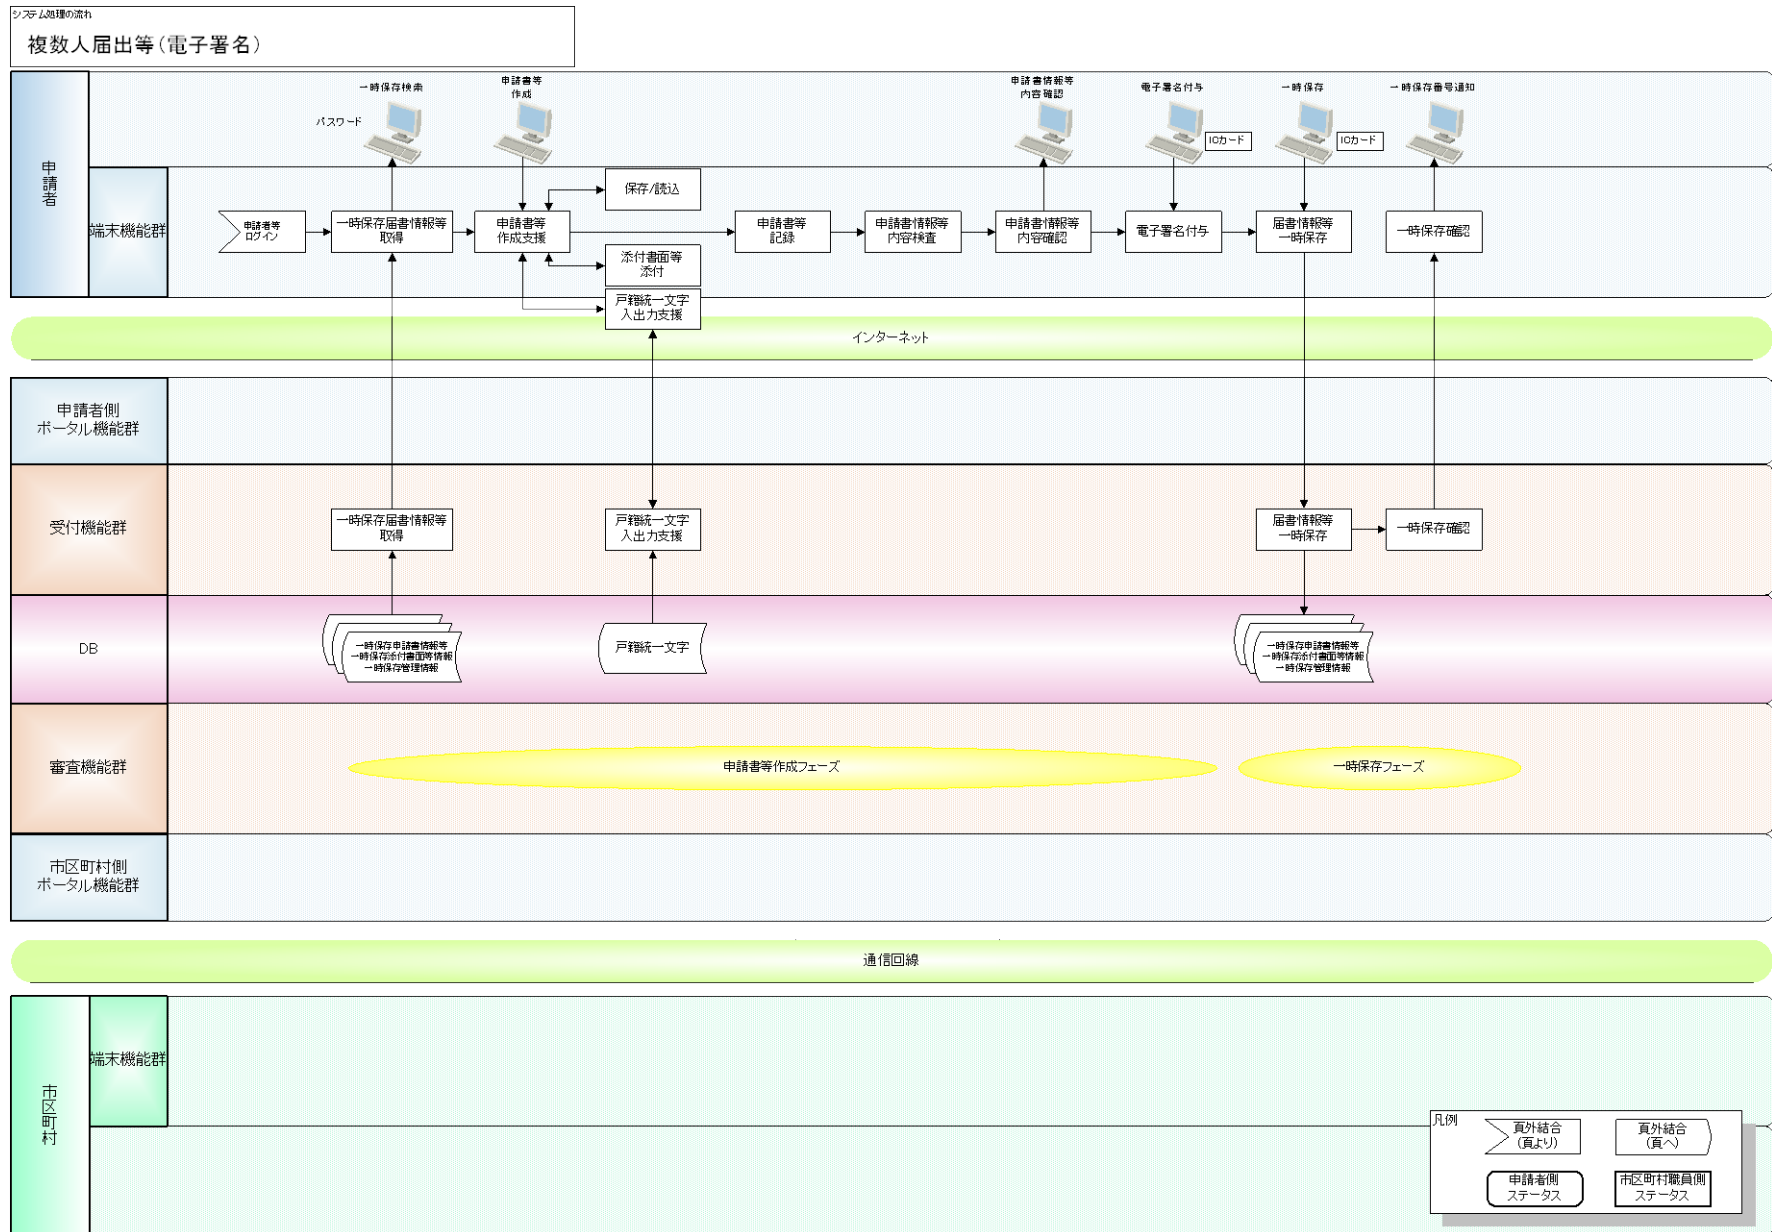 システム処理の流れ
複数人届出等(電子署名)
申請者
一時保存検索
パスワード
申請書等
作成
申請書情報等
内容確認
電子署名付与
ICカード
一時保存
ICカード
一時保存番号通知
端末機能群
申請者等
ログイン
一時保存届書情報等
取得
申請書等
作成支援
保存/読込
添付書面等
添付
戸籍統一文字
入出力支援
申請書等
記録
申請書情報等
内容検査
申請書情報等
内容確認
電子署名付与
届書情報等
一時保存
一時保存確認
インターネット
申請者側
ポータル機能群
受付機能群
一時保存届書情報等
取得
戸籍統一文字
入出力支援
届書情報等
一時保存
一時保存確認
DB
一時保存申請書情報等
一時保存添付書面等情報
一時保存管理情報
戸籍統一文字
一時保存申請書情報等
一時保存添付書面等情報
一時保存管理情報
審査機能群
申請書等作成フェーズ
一時保存フェーズ
市区町村側
ポータル機能群
通信回線
市区町村
端末機能群
凡例
頁外結合
(頁より)
頁外結合
(頁へ)
申請者側
ステータス
市区町村職員側
ステータス